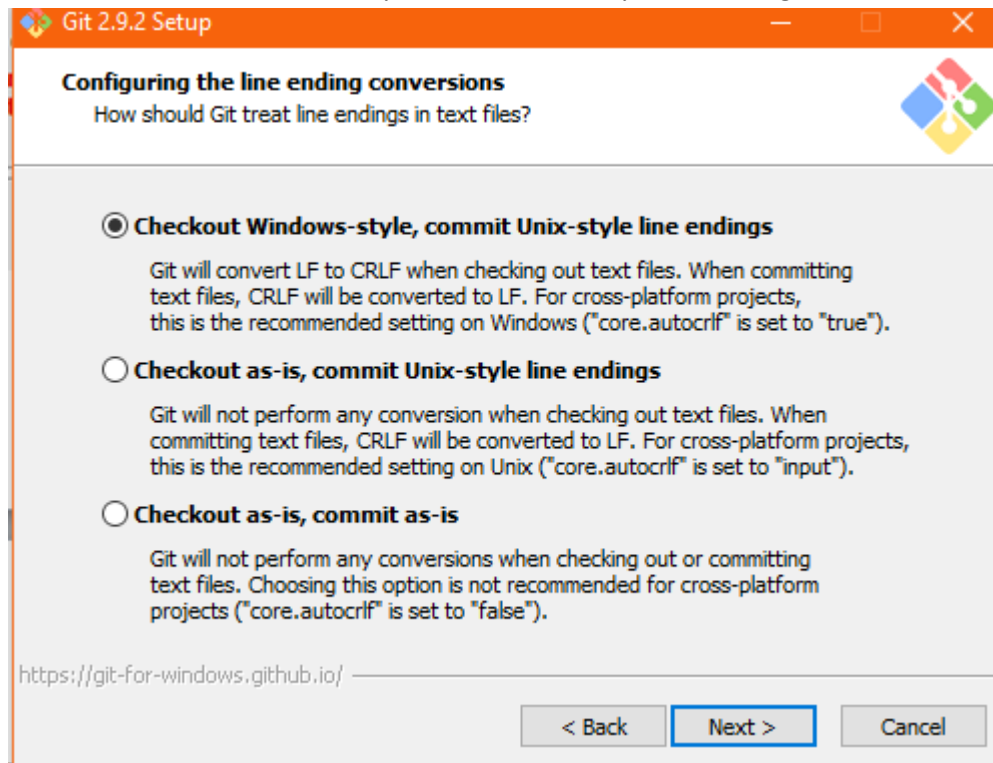 Git 2.9.2 Setup
Configuring the line ending conversions
How should Git treat line endings in text files?
Checkout Windows-style, commit Unix-style line endings
Git will convert LF to CRLF when checking out text files. When committing
text files, CRLF will be converted to LF. For cross-platform projects,
this is the recommended setting on Windows ("core.autocrlf" is set to "true").
Checkout as-is, commit Unix-style line endings
Git will not perform any conversion when checking out text files. When
committing text files, CRLF will be converted to LF. For cross-platform projects,
this is the recommended setting on Unix ("core.autocrlf" is set to "input").
Checkout as-is, commit as-is
Git will not perform any conversions when checking out or committing
text files. Choosing this option is not recommended for cross-platform
projects ("core.autocrlf" is set to "false").
https://git-for-windows.github.io/
< Back Next > Cancel